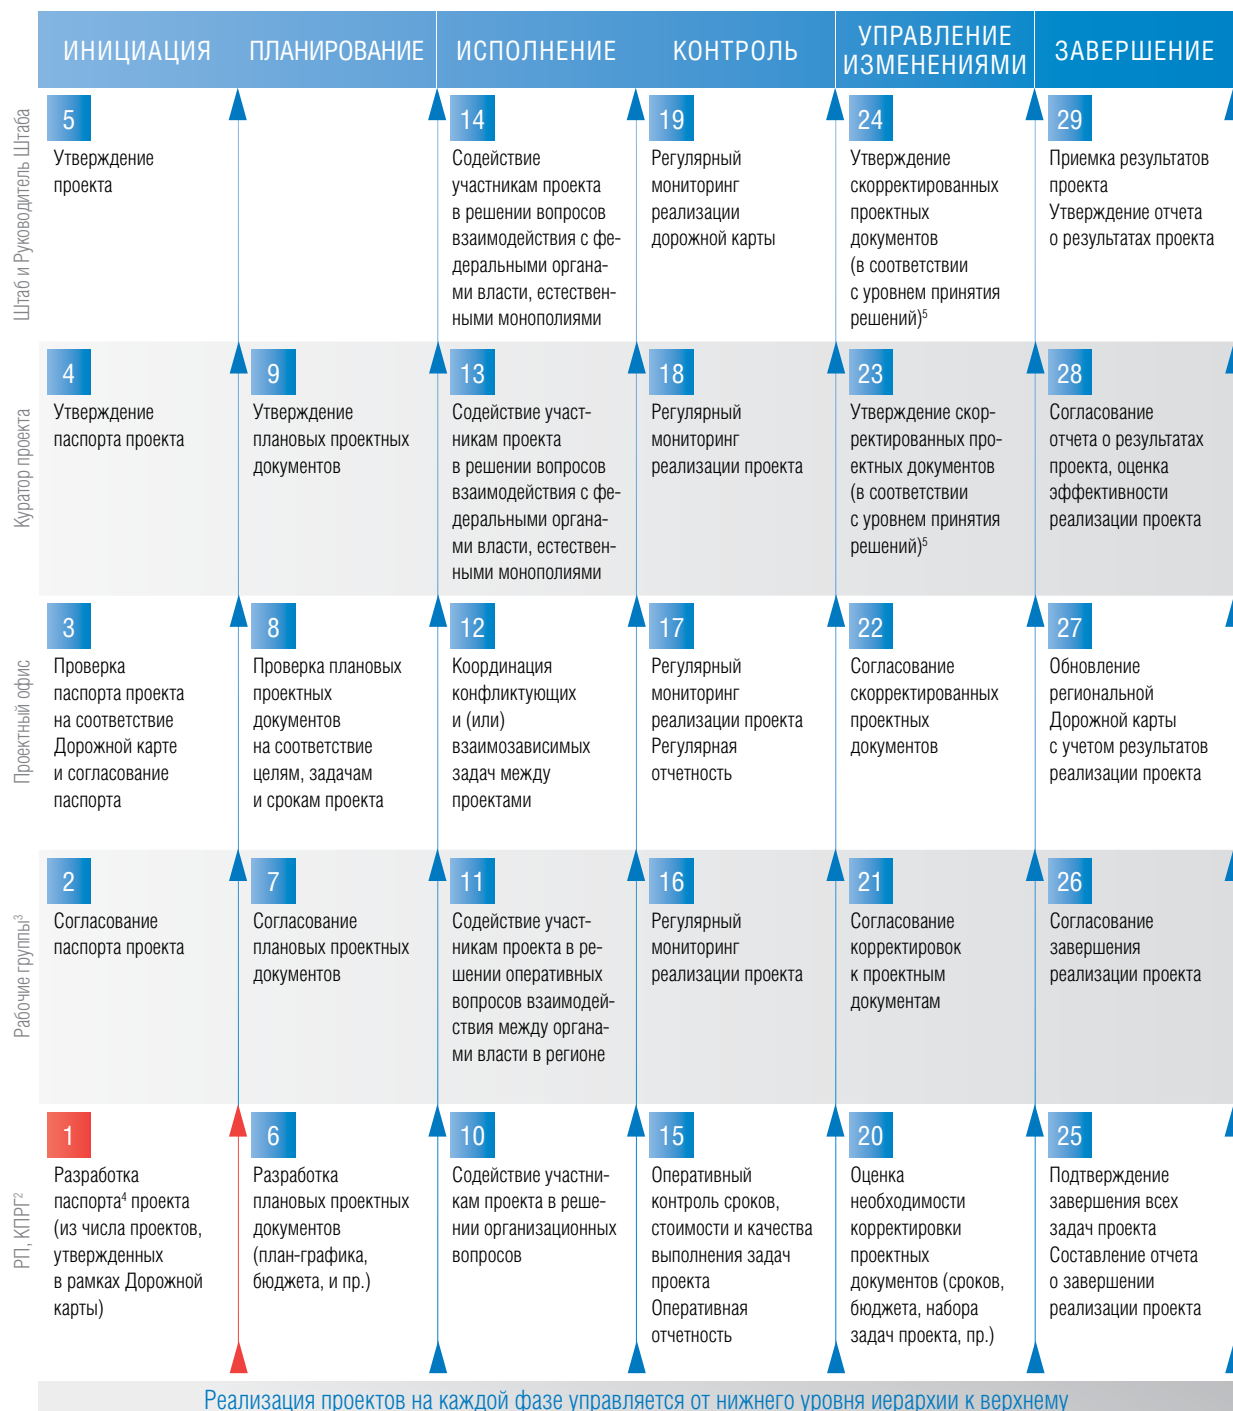 ИНИЦИАЦИЯ
ПЛАНИРОВАНИЕ
ИСПОЛНЕНИЕ
КОНТРОЛЬ
УПРАВЛЕНИЕ
ИЗМЕНЕНИЯМИ
ЗАВЕРШЕНИЕ
Штаб и Руководитель Штаба
5
Утверждение
проекта
14
Содействие
участникам проекта
в решении вопросов
взаимодействия с фе-
деральными органа-
ми власти, естествен-
ными монополиями
19
Регулярный
мониторинг
реализации
дорожной карты
24
Утверждение
скорректированных
проектных
документов
(в соответствии
с уровнем принятия
решений)⁵
29
Приемка результатов
проекта
Утверждение отчета
о результатах проекта
Куратор проекта
4
Утверждение
паспорта проекта
9
Утверждение
плановых проектных
документов
13
Содействие участ-
никам проекта
в решении вопросов
взаимодействия с фе-
деральными органа-
ми власти, естествен-
ными монополиями
18
Регулярный
мониторинг
реализации проекта
23
Утверждение скор-
ректированных про-
ектных документов
(в соответствии
с уровнем принятия
решений)⁵
28
Согласование
отчета о результатах
проекта, оценка
эффективности
реализации проекта
Проектный офис
3
Проверка
паспорта проекта
на соответствие
Дорожной карте
и согласование
паспорта
8
Проверка плановых
проектных
документов
на соответствие
целям, задачам
и срокам проекта
12
Координация
конфликтующих
и (или)
взаимозависимых
задач между
проектами
17
Регулярный
мониторинг
реализации проекта
Регулярная
отчетность
22
Согласование
скорректированных
проектных
документов
27
Обновление
региональной
Дорожной карты
с учетом результатов
реализации проекта
Рабочие группы³
2
Согласование
паспорта проекта
7
Согласование
плановых проектных
документов
11
Содействие участ-
никам проекта в ре-
шении оперативных
вопросов взаимодей-
ствия между органа-
ми власти в регионе
16
Регулярный
мониторинг
реализации проекта
21
Согласование
корректировок
к проектным
документам
26
Согласование
завершения
реализации проекта
РП, КПРГ²
1
Разработка
паспорта⁴ проекта
(из числа проектов,
утвержденных
в рамках Дорожной
карты)
6
Разработка
плановых проектных
документов
(план-графика,
бюджета, и пр.)
10
Содействие участни-
кам проекта в реше-
нии организационных
вопросов
15
Оперативный
контроль сроков,
стоимости и качества
выполнения задач
проекта
Оперативная
отчетность
20
Оценка
необходимости
корректировки
проектных
документов (сроков,
бюджета, набора
задач проекта, пр.)
25
Подтверждение
завершения всех
задач проекта
Составление отчета
о завершении
реализации проекта
Реализация проектов на каждой фазе управляется от нижнего уровня иерархии к верхнему